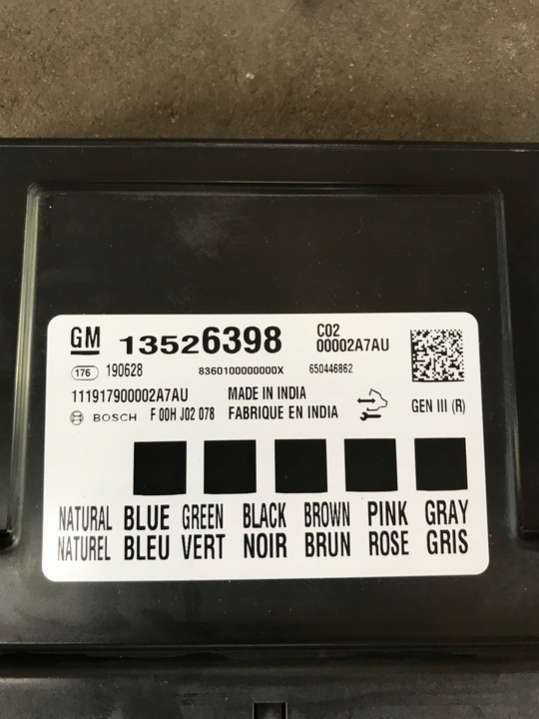 GM 13526398 C02
00002A7AU
176 190628 8360100000000X 650446862
111917900002A7AU MADE IN INDIA
BOSCH F 00H J02 078 FABRIQUE EN INDIA GEN III (R)
NATURAL BLUE GREEN BLACK BROWN PINK GRAY
NATUREL BLEU VERT NOIR BRUN ROSE GRIS